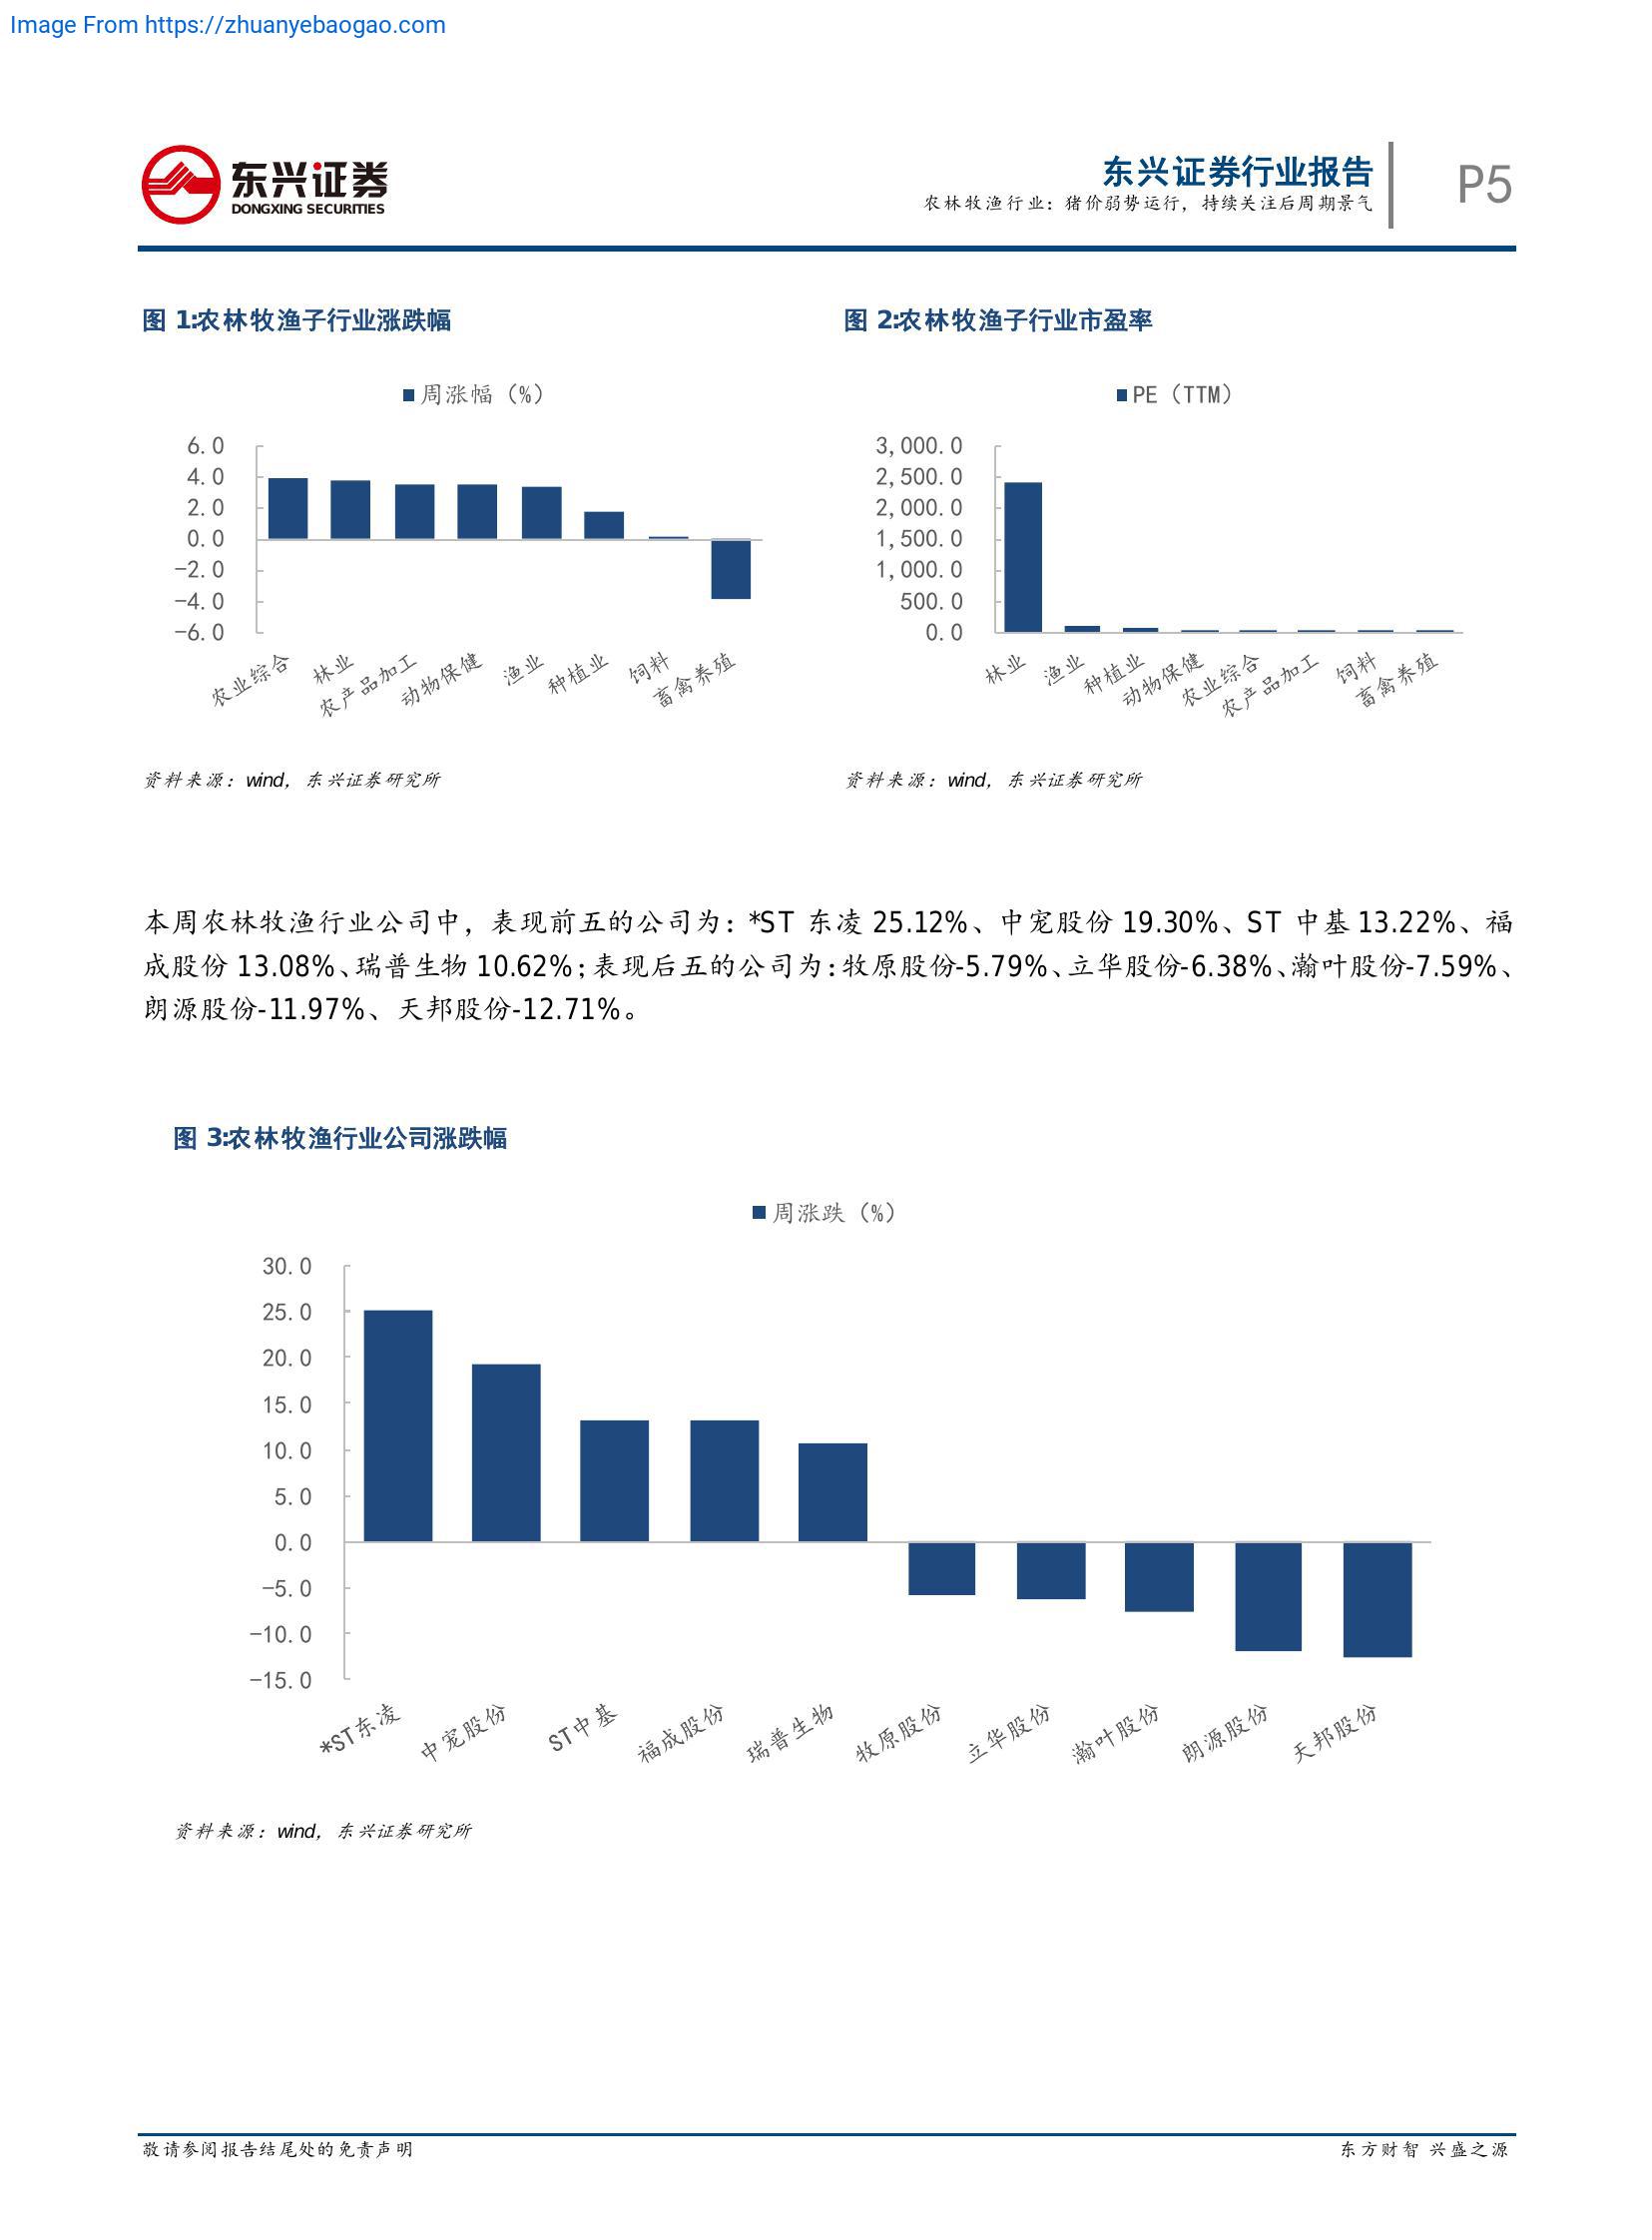 Image From https://zhuanyebaogao.com
东兴证券
DONGXING SECURITIES
东兴证券行业报告
农林牧渔行业：猪价弱势运行，持续关注后周期景气
P5
图 1:农林牧渔子行业涨跌幅
周涨幅（%）
6.0
4.0
2.0
0.0
-2.0
-4.0
-6.0
农业综合
林业
农产品加工
动物保健
渔业
种植业
饲料
畜禽养殖
资料来源：wind，东兴证券研究所
图 2:农林牧渔子行业市盈率
PE（TTM）
3,000.0
2,500.0
2,000.0
1,500.0
1,000.0
500.0
0.0
林业
渔业
种植业
动物保健
农业综合
农产品加工
饲料
畜禽养殖
资料来源：wind，东兴证券研究所
本周农林牧渔行业公司中，表现前五的公司为：*ST 东凌 25.12%、中宠股份 19.30%、ST 中基 13.22%、福
成股份 13.08%、瑞普生物 10.62%；表现后五的公司为：牧原股份-5.79%、立华股份-6.38%、瀚叶股份-7.59%、
朗源股份-11.97%、天邦股份-12.71%。
图 3:农林牧渔行业公司涨跌幅
周涨跌（%）
30.0
25.0
20.0
15.0
10.0
5.0
0.0
-5.0
-10.0
-15.0
*ST东凌
中宠股份
ST中基
福成股份
瑞普生物
牧原股份
立华股份
瀚叶股份
朗源股份
天邦股份
资料来源：wind，东兴证券研究所
敬请参阅报告结尾处的免责声明
东方财智 兴盛之源